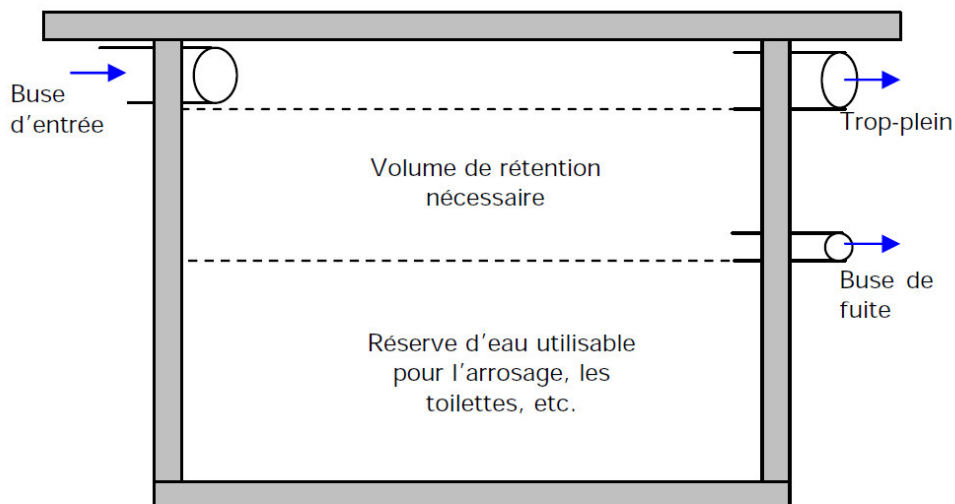 Buse
d’entrée
Trop-plein
Volume de rétention
nécessaire
Buse de
fuite
Réserve d’eau utilisable
pour l’arrosage, les
toilettes, etc.